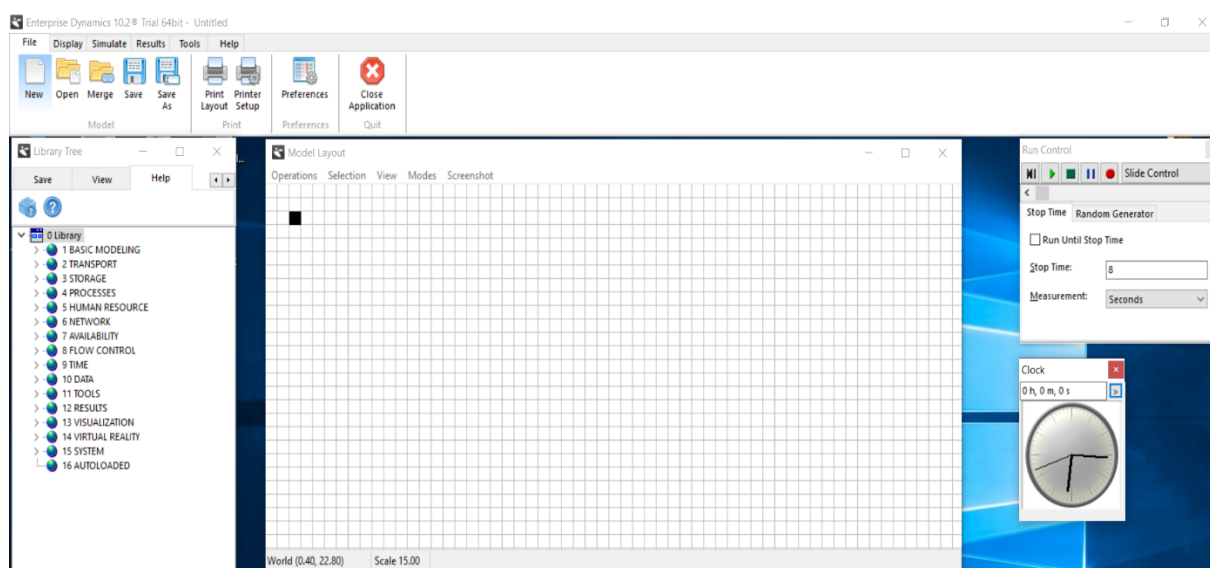 Enterprise Dynamics 10.2® Trial 64bit - Untitled
File Display Simulate Results Tools Help
New Open Merge Save Save As Print Layout Printer Setup Preferences Close Application
Model Print Preferences Quit
Library Tree
Save View Help
0 Library
1 BASIC MODELING
2 TRANSPORT
3 STORAGE
4 PROCESSES
5 HUMAN RESOURCE
6 NETWORK
7 AVAILABILITY
8 FLOW CONTROL
9 TIME
10 DATA
11 TOOLS
12 RESULTS
13 VISUALIZATION
14 VIRTUAL REALITY
15 SYSTEM
16 AUTOLOADED
Model Layout
Operations Selection View Modes Screenshot
World (0.40, 22.80) Scale 15.00
Run Control
Slide Control
Stop Time Random Generator
Run Until Stop Time
Stop Time: 8
Measurement: Seconds
Clock
0 h, 0 m, 0 s